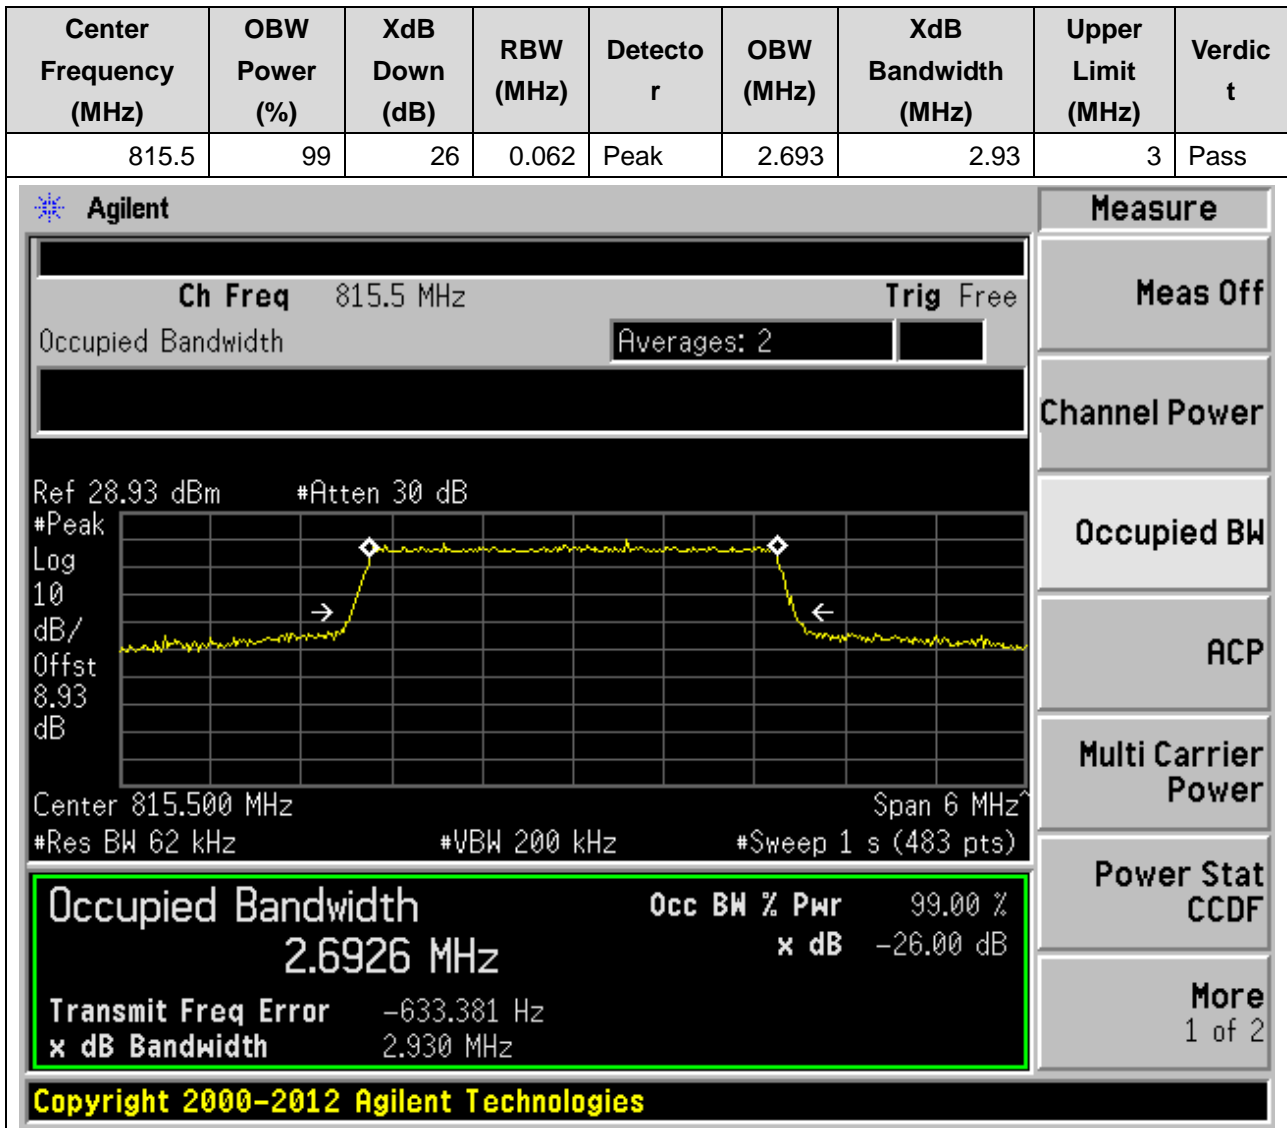 Center Frequency (MHz) OBW Power (%) XdB Down (dB) RBW (MHz) Detecto r OBW (MHz) XdB Bandwidth (MHz) Upper Limit (MHz) Verdic t
815.5 99 26 0.062 Peak 2.693 2.93 3 Pass
Agilent
Measure
Ch Freq 815.5 MHz Trig Free
Meas Off
Occupied Bandwidth Averages: 2
Channel Power
Ref 28.93 dBm #Atten 30 dB
#Peak
Log
10
dB/
Offst
8.93
dB
Occupied BW
ACP
Multi Carrier
Power
Center 815.500 MHz Span 6 MHz^
#Res BW 62 kHz #VBW 200 kHz #Sweep 1 s (483 pts)
Power Stat
CCDF
Occupied Bandwidth Occ BW % Pwr 99.00 %
2.6926 MHz x dB -26.00 dB
Transmit Freq Error -633.381 Hz
x dB Bandwidth 2.930 MHz
More
1 of 2
Copyright 2000-2012 Agilent Technologies